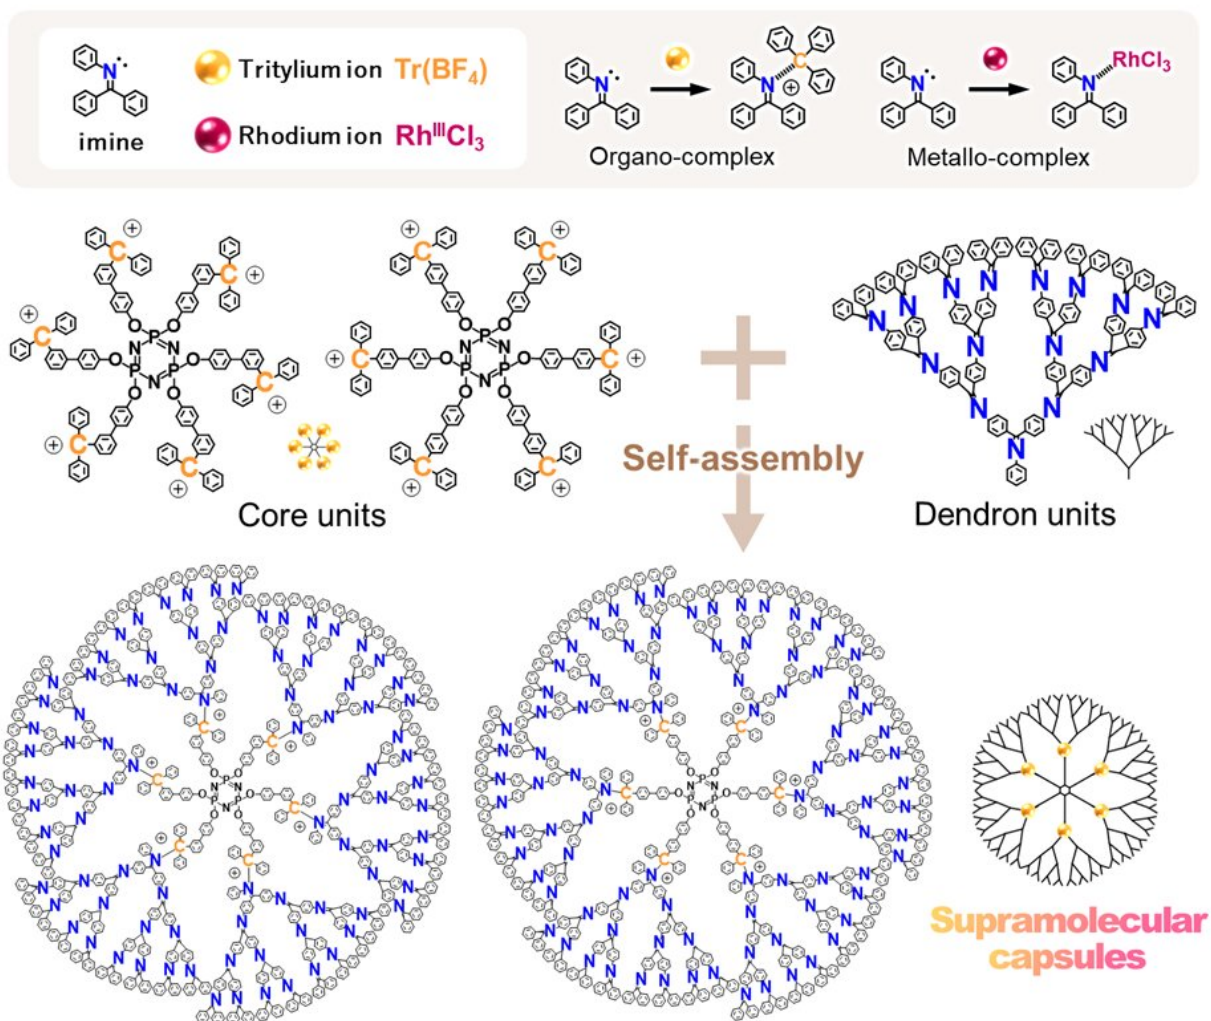 imine
Tritylium ion Tr(BF₄)
Rhodium ion RhᴵᴵᴵCl₃
Organo-complex
RhCl₃
Metallo-complex
Core units
Self-assembly
Dendron units
Supramolecular
capsules